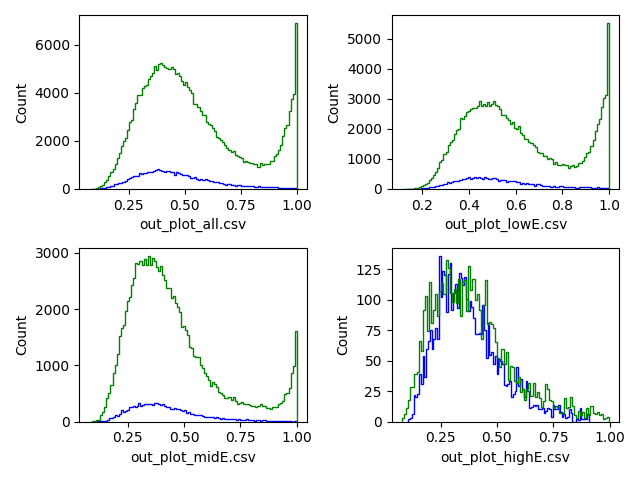 6000
4000
2000
0
Count
0.25 0.50 0.75 1.00
out_plot_all.csv
5000
4000
3000
2000
1000
0
Count
0.2 0.4 0.6 0.8 1.0
out_plot_lowE.csv
3000
2000
1000
0
Count
0.25 0.50 0.75 1.00
out_plot_midE.csv
125
100
75
50
25
0
Count
0.25 0.50 0.75 1.00
out_plot_highE.csv